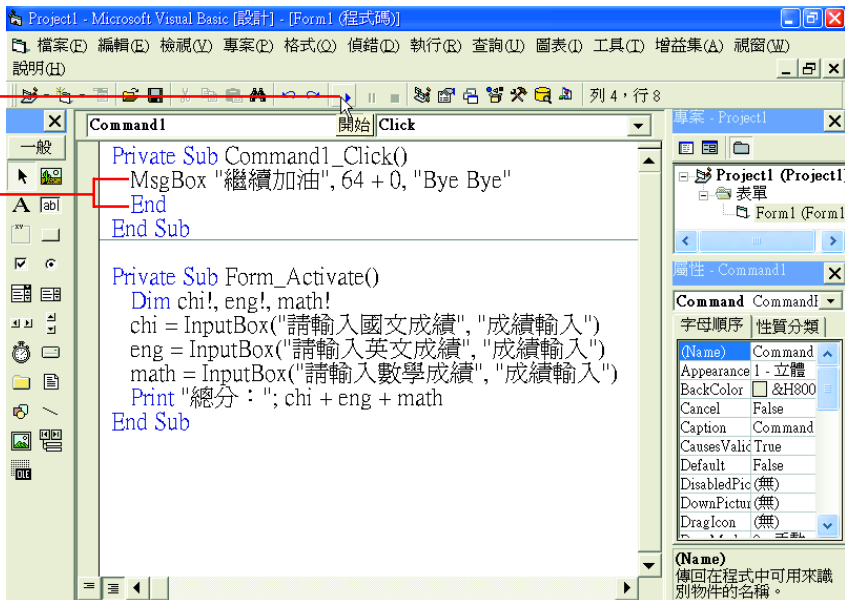 Project1 - Microsoft Visual Basic [設計] - [Form1 (程式碼)]
檔案(F) 編輯(E) 檢視(V) 專案(P) 格式(O) 偵錯(D) 執行(R) 查詢(U) 圖表(I) 工具(T) 增益集(A) 視窗(W)
說明(H)
列 4，行 8
Command1
開始
Click
一般
A
ab
xy
OLE
Private Sub Command1_Click()
MsgBox "繼續加油", 64 + 0, "Bye Bye"
End
End Sub
Private Sub Form_Activate()
Dim chi!, eng!, math!
chi = InputBox("請輸入國文成績", "成績輸入")
eng = InputBox("請輸入英文成績", "成績輸入")
math = InputBox("請輸入數學成績", "成績輸入")
Print "總分："; chi + eng + math
End Sub
專案 - Project1
Project1 (Project1
表單
Form1 (Form1
屬性 - Command1
Command
字母順序 性質分類
(Name) Command
Appearance 1 - 立體
BackColor &H800
Cancel False
Caption Command
CausesValid True
Default False
DisabledPic (無)
DownPictur (無)
DragIcon (無)
(Name)
傳回在程式中可用來識
別物件的名稱。